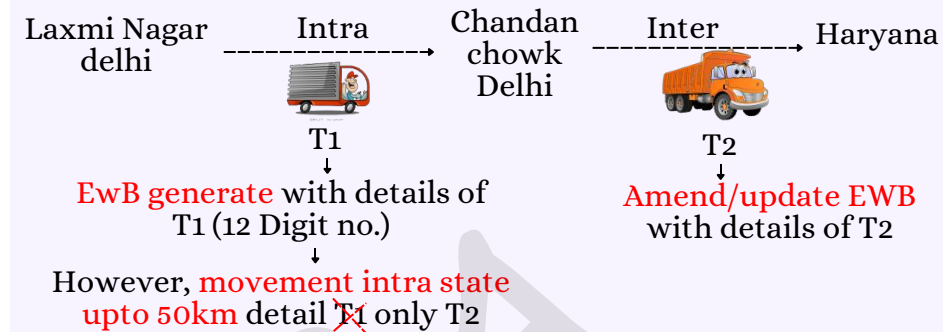 Laxmi Nagar
delhi
Intra
Chandan
chowk
Delhi
Inter
Haryana
T1
T2
EwB generate with details of
T1 (12 Digit no.)
Amend/update EWB
with details of T2
However, movement intra state
upto 50km detail T1 only T2